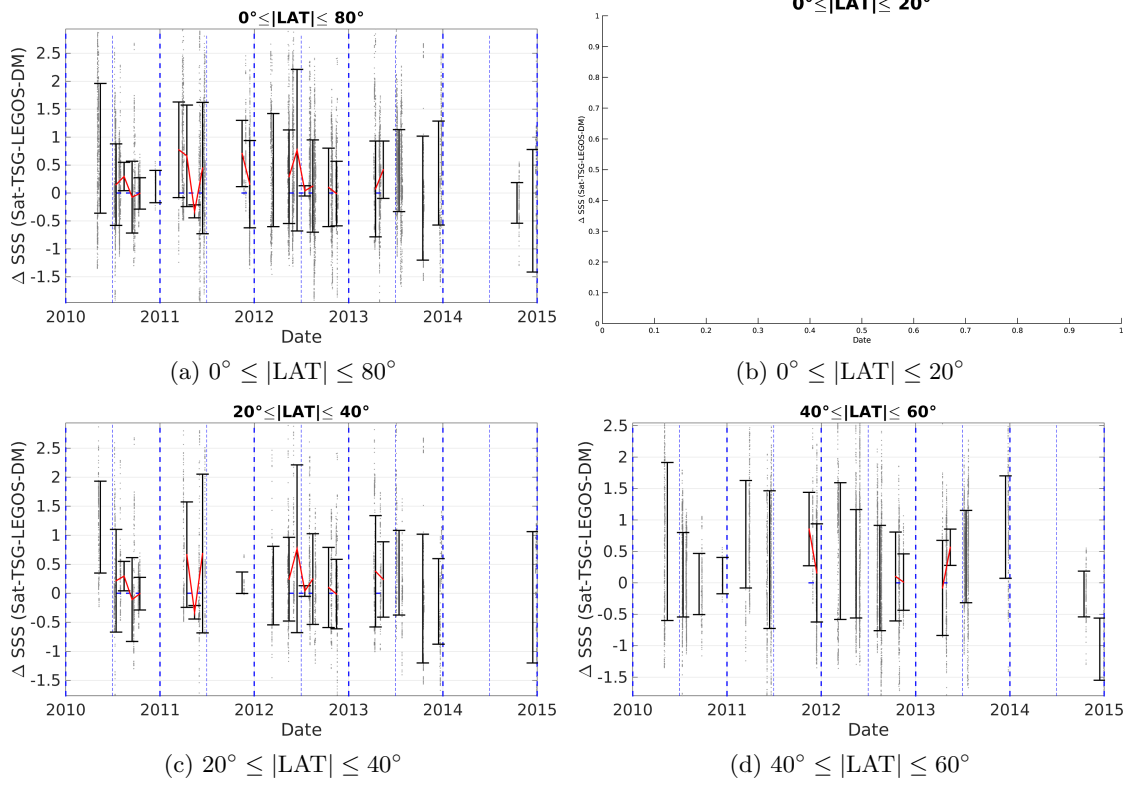 0°≤|LAT|≤ 80°
Δ SSS (Sat-TSG-LEGOS-DM)
2.5
2
1.5
1
0.5
0
-0.5
-1
-1.5
2010 2011 2012 2013 2014 2015
Date
(a) 0° ≤ |LAT| ≤ 80°
0°≤|LAT|≤ 20°
Δ SSS (Sat-TSG-LEGOS-DM)
1
0.9
0.8
0.7
0.6
0.5
0.4
0.3
0.2
0.1
0
0 0.1 0.2 0.3 0.4 0.5 0.6 0.7 0.8 0.9 1
Date
(b) 0° ≤ |LAT| ≤ 20°
20°≤|LAT|≤ 40°
Δ SSS (Sat-TSG-LEGOS-DM)
2.5
2
1.5
1
0.5
0
-0.5
-1
-1.5
2010 2011 2012 2013 2014 2015
Date
(c) 20° ≤ |LAT| ≤ 40°
40°≤|LAT|≤ 60°
Δ SSS (Sat-TSG-LEGOS-DM)
2.5
2
1.5
1
0.5
0
-0.5
-1
-1.5
2010 2011 2012 2013 2014 2015
Date
(d) 40° ≤ |LAT| ≤ 60°